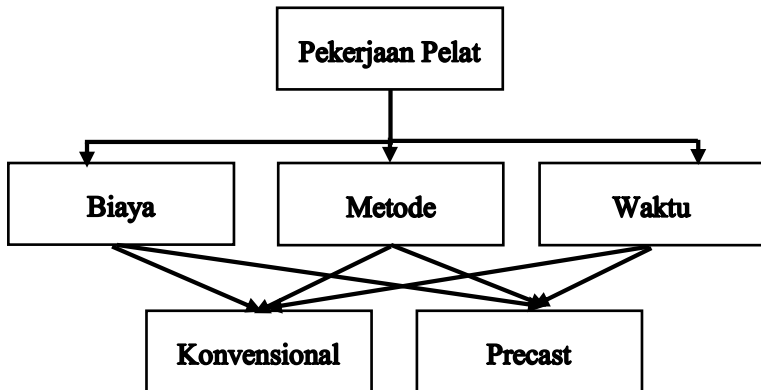 Pekerjaan Pelat
Biaya
Metode
Waktu
Konvensional
Precast